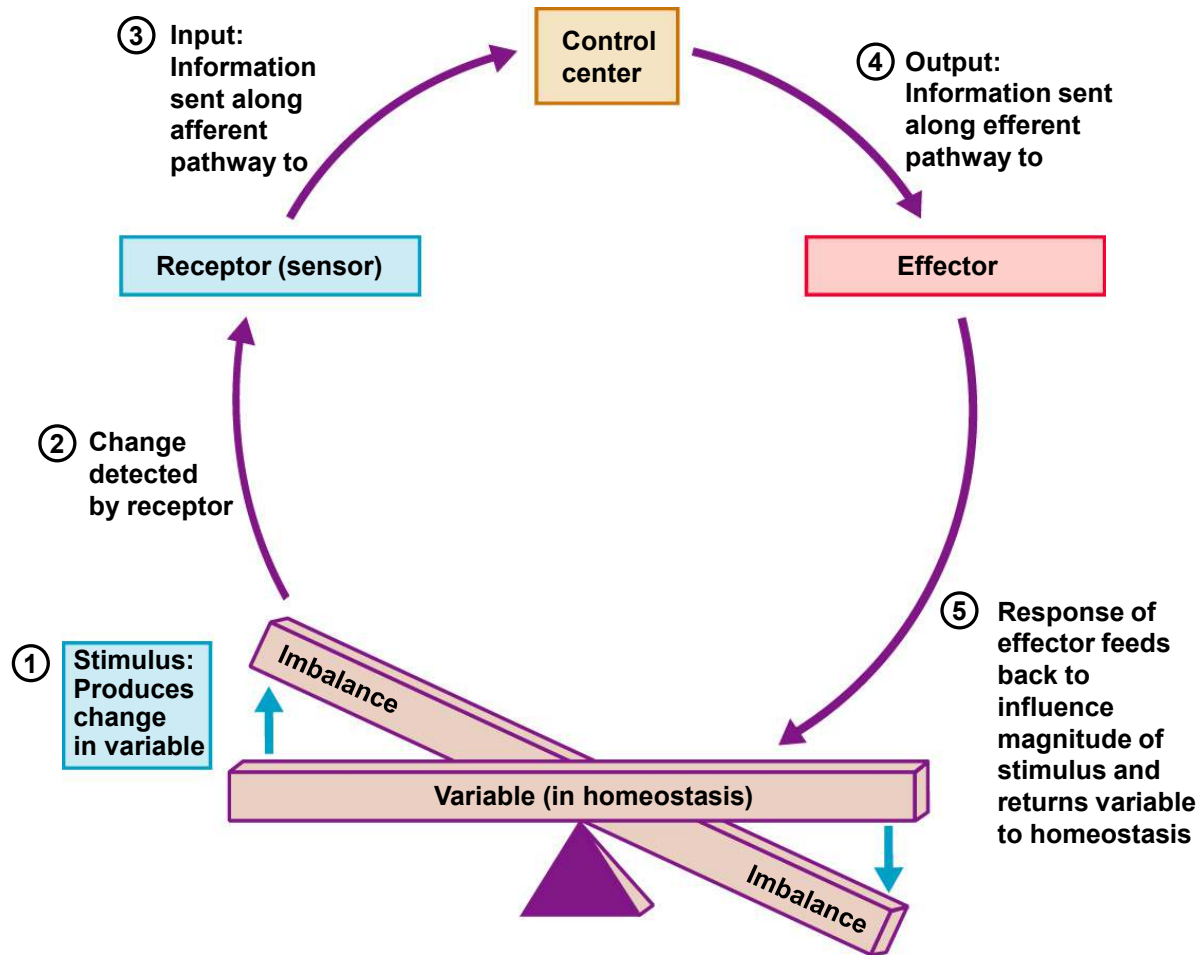 ③ Input:
Information
sent along
afferent
pathway to
Control
center
④ Output:
Information sent
along efferent
pathway to
Receptor (sensor)
Effector
② Change
detected
by receptor
① Stimulus:
Produces
change
in variable
Imbalance
Variable (in homeostasis)
Imbalance
⑤ Response of
effector feeds
back to
influence
magnitude of
stimulus and
returns variable
to homeostasis